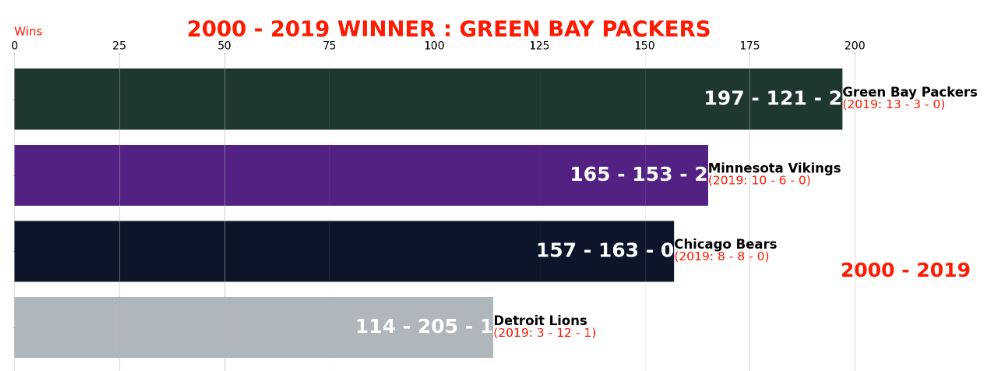 2000 - 2019 WINNER : GREEN BAY PACKERS
Wins
0 25 50 75 100 125 150 175 200
197 - 121 - 2 Green Bay Packers
(2019: 13 - 3 - 0)
165 - 153 - 2 Minnesota Vikings
(2019: 10 - 6 - 0)
157 - 163 - 0 Chicago Bears
(2019: 8 - 8 - 0)
2000 - 2019
114 - 205 - 1 Detroit Lions
(2019: 3 - 12 - 1)